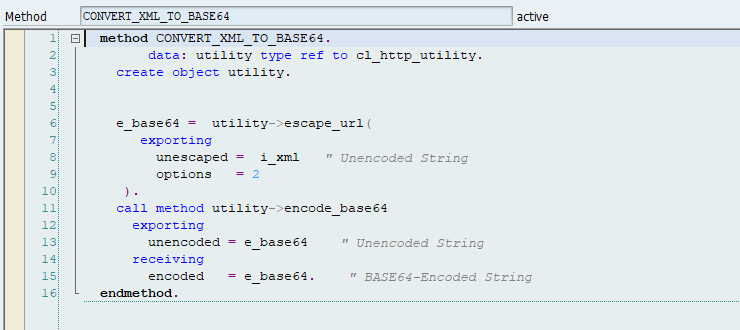 Method CONVERT_XML_TO_BASE64 active
1 method CONVERT_XML_TO_BASE64.
2 data: utility type ref to cl_http_utility.
3 create object utility.
4
5
6 e_base64 = utility->escape_url(
7 exporting
8 unescaped = i_xml " Unencoded String
9 options = 2
10 ).
11 call method utility->encode_base64
12 exporting
13 unencoded = e_base64 " Unencoded String
14 receiving
15 encoded = e_base64. " BASE64-Encoded String
16 endmethod.